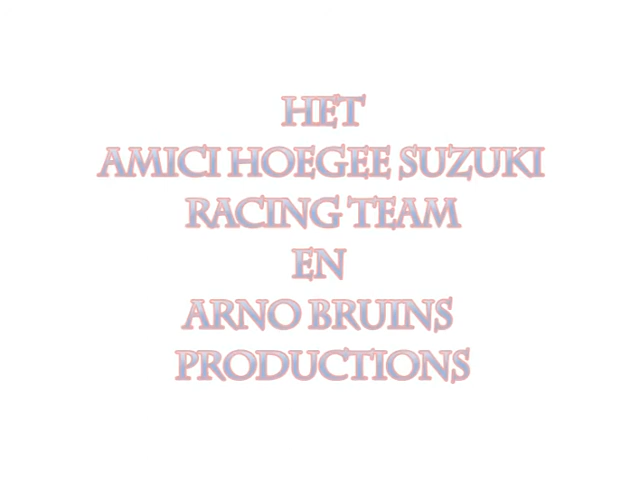 HET
AMICI HOEGEE SUZUKI
RACING TEAM
EN
ARNO BRUINS
PRODUCTIONS